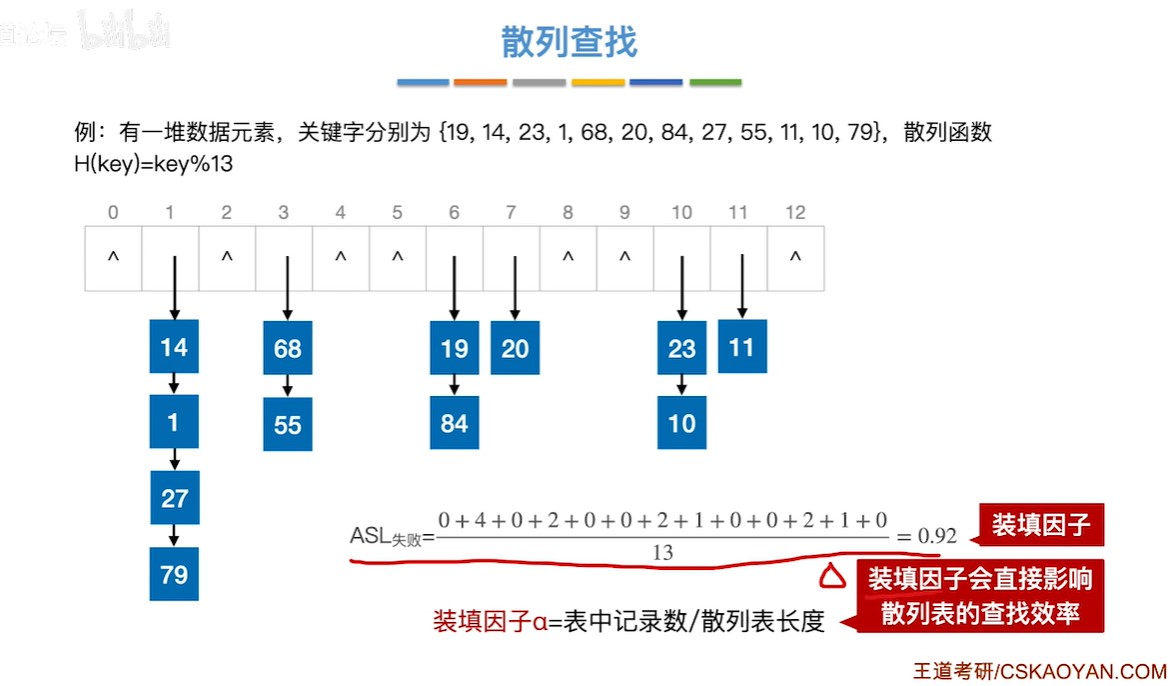 散列查找
例：有一堆数据元素，关键字分别为 {19, 14, 23, 1, 68, 20, 84, 27, 55, 11, 10, 79}，散列函数
H(key)=key%13
0 1 2 3 4 5 6 7 8 9 10 11 12
^ ^ ^ ^ ^ ^ ^
14 68 19 20 23 11
1 55 84 10
27
79
ASL失败= 0+4+0+2+0+0+2+1+0+0+2+1+0 = 0.92
13
装填因子
装填因子会直接影响
散列表的查找效率
装填因子α=表中记录数/散列表长度
王道考研/CSKAOYAN.COM
bilibili